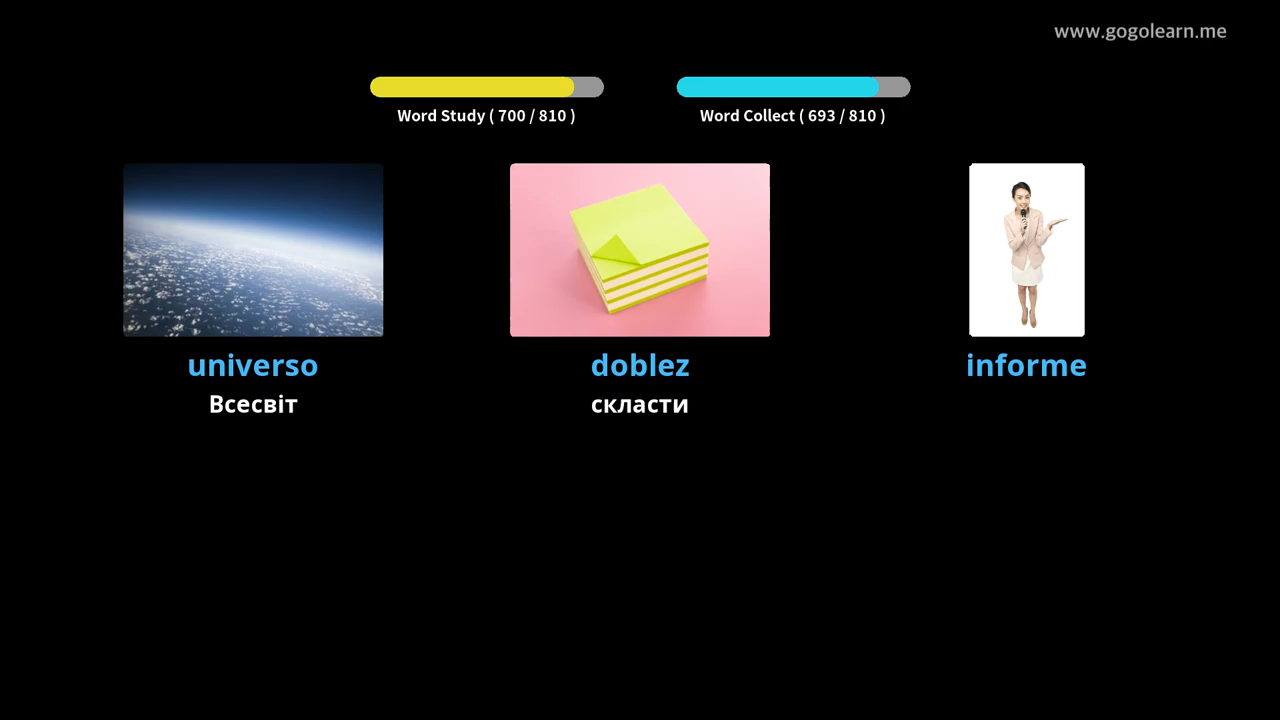 www.gogolearn.me
Word Study ( 700 / 810 )
Word Collect ( 693 / 810 )
universo
doblez
informe
Всесвіт
скласти